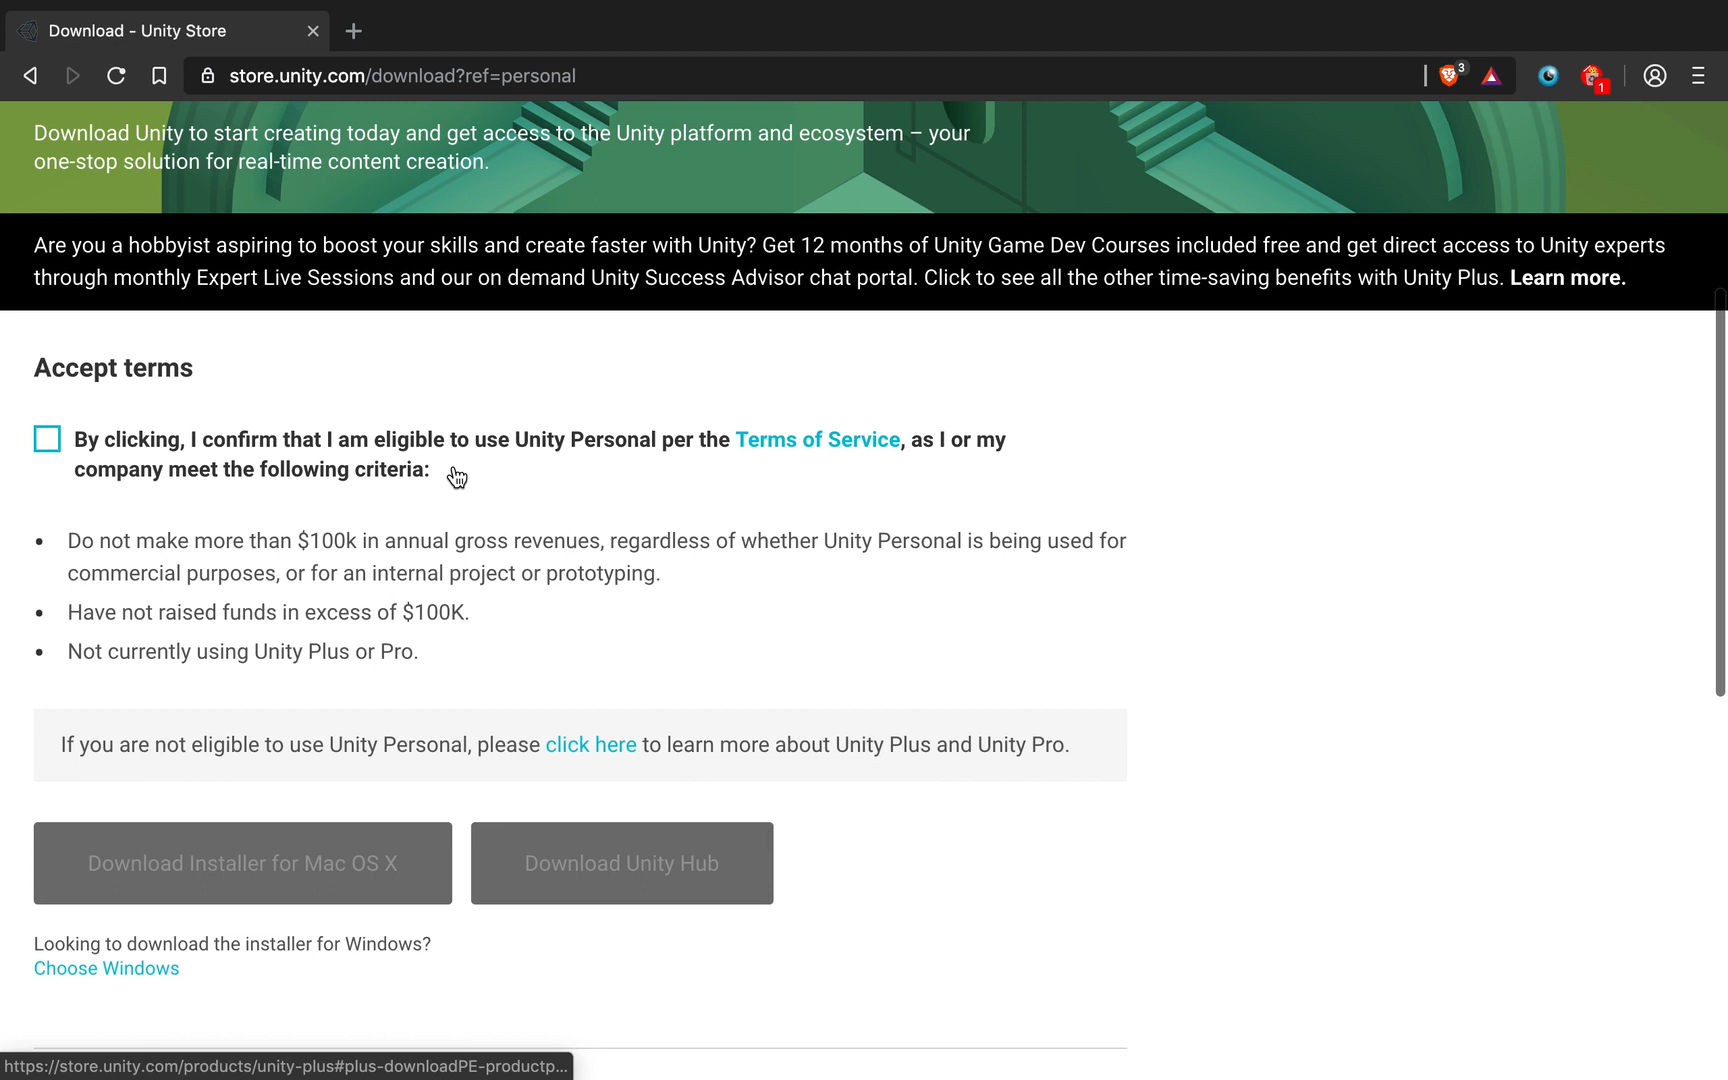 Download - Unity Store
store.unity.com/download?ref=personal
3
1
Download Unity to start creating today and get access to the Unity platform and ecosystem – your
one-stop solution for real-time content creation.
Are you a hobbyist aspiring to boost your skills and create faster with Unity? Get 12 months of Unity Game Dev Courses included free and get direct access to Unity experts
through monthly Expert Live Sessions and our on demand Unity Success Advisor chat portal. Click to see all the other time-saving benefits with Unity Plus. Learn more.
Accept terms
By clicking, I confirm that I am eligible to use Unity Personal per the Terms of Service, as I or my
company meet the following criteria:
• Do not make more than $100k in annual gross revenues, regardless of whether Unity Personal is being used for
commercial purposes, or for an internal project or prototyping.
• Have not raised funds in excess of $100K.
• Not currently using Unity Plus or Pro.
If you are not eligible to use Unity Personal, please click here to learn more about Unity Plus and Unity Pro.
Download Installer for Mac OS X
Download Unity Hub
Looking to download the installer for Windows?
Choose Windows
https://store.unity.com/products/unity-plus#plus-downloadPE-productp...